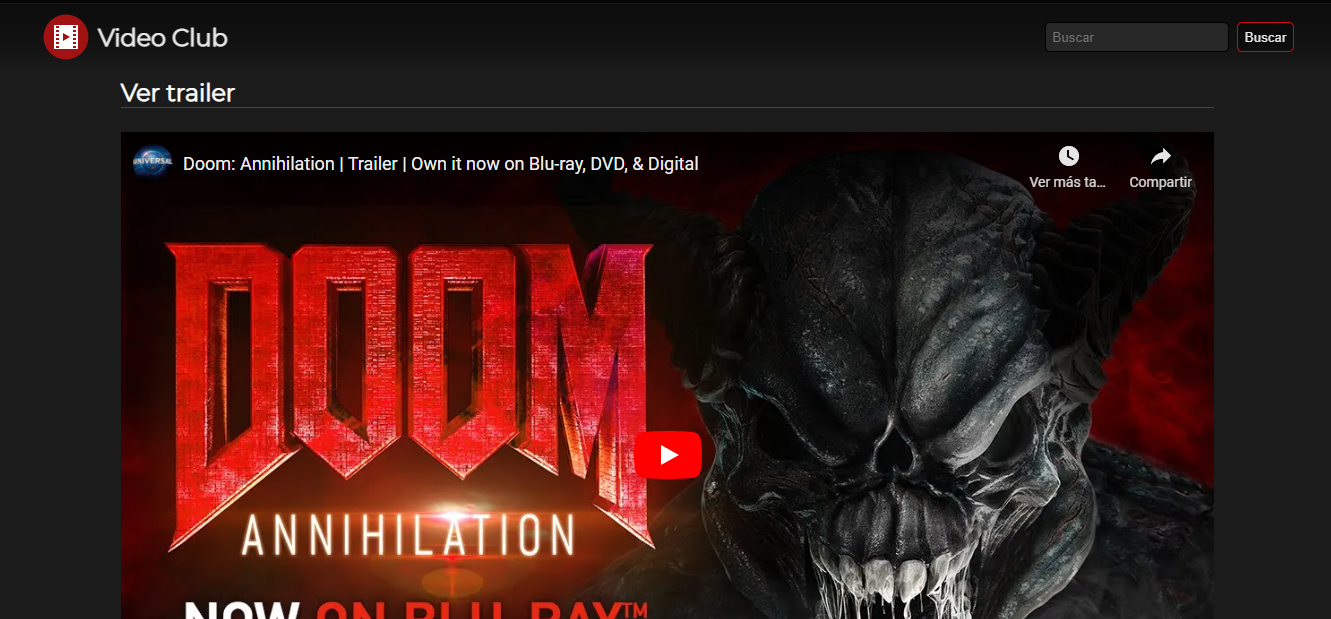 Video Club
Buscar
Buscar
Ver trailer
UNIVERSAL
Doom: Annihilation | Trailer | Own it now on Blu-ray, DVD, & Digital
Ver más ta...
Compartir
DOOM
ANNIHILATION
NOW ON BLU-RAY™